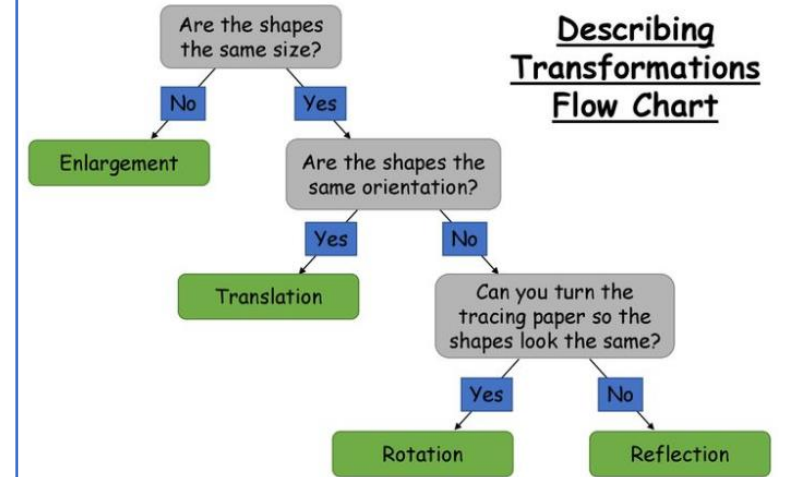 Describing
Transformations
Flow Chart
Are the shapes
the same size?
No
Yes
Enlargement
Are the shapes the
same orientation?
Yes
No
Translation
Can you turn the
tracing paper so the
shapes look the same?
Yes
No
Rotation
Reflection